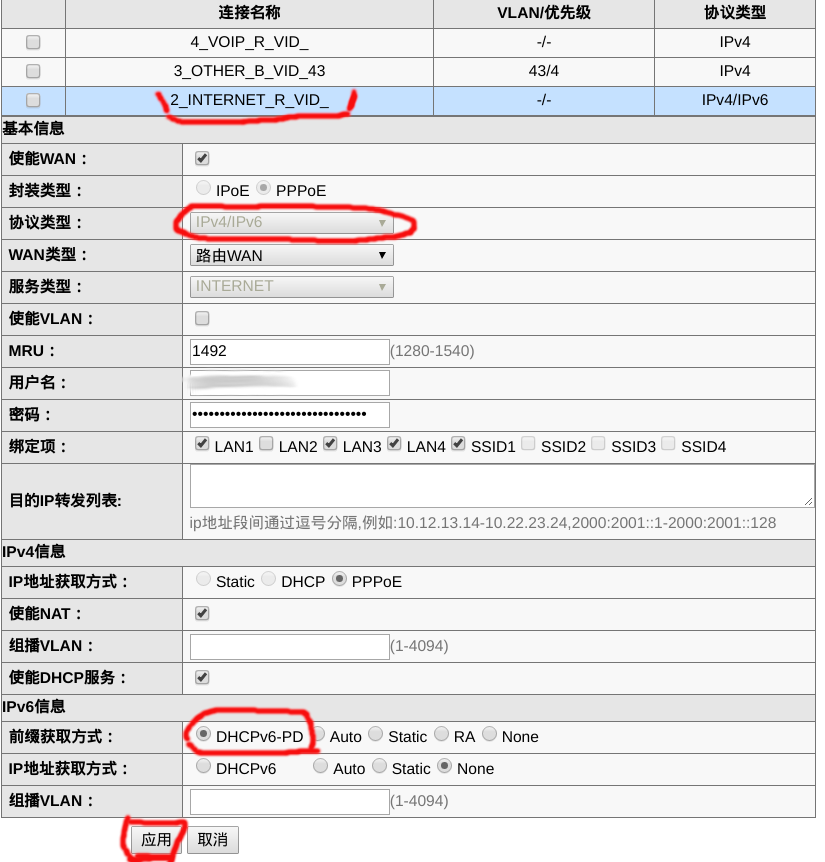 连接名称 VLAN/优先级 协议类型
4_VOIP_R_VID_ -/- IPv4
3_OTHER_B_VID_43 43/4 IPv4
2_INTERNET_R_VID_ -/- IPv4/IPv6
基本信息
使能WAN：
封装类型： IPoE PPPoE
协议类型： IPv4/IPv6
WAN类型： 路由WAN
服务类型： INTERNET
使能VLAN：
MRU： 1492 (1280-1540)
用户名：
密码： ••••••••••••••••••••••••••••••••
绑定项： LAN1 LAN2 LAN3 LAN4 SSID1 SSID2 SSID3 SSID4
目的IP转发列表:
ip地址段间通过逗号分隔,例如:10.12.13.14-10.22.23.24,2000:2001::1-2000:2001::128
IPv4信息
IP地址获取方式： Static DHCP PPPoE
使能NAT：
组播VLAN： (1-4094)
使能DHCP服务：
IPv6信息
前缀获取方式： DHCPv6-PD Auto Static RA None
IP地址获取方式： DHCPv6 Auto Static None
组播VLAN： (1-4094)
应用 取消